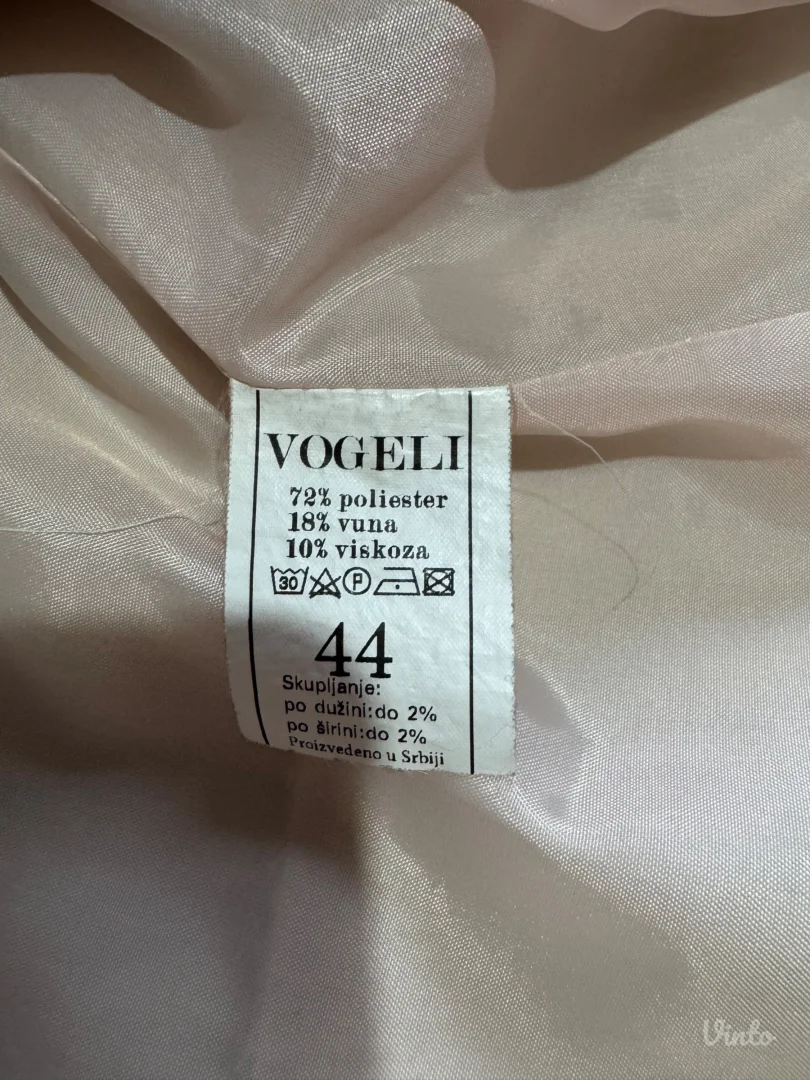 VOGELI
72% poliester
18% vuna
10% viskoza
30 P
44
Skupljanje:
po dužini:do 2%
po širini:do 2%
Proizvedeno u Srbiji
Vinto